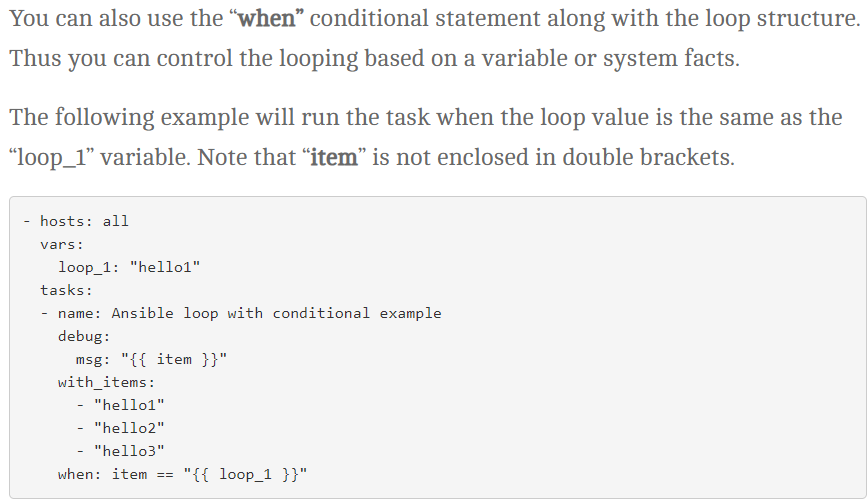 You can also use the “when” conditional statement along with the loop structure.
Thus you can control the looping based on a variable or system facts.
The following example will run the task when the loop value is the same as the
“loop_1” variable. Note that “item” is not enclosed in double brackets.
- hosts: all
  vars:
    loop_1: "hello1"
  tasks:
  - name: Ansible loop with conditional example
    debug:
      msg: "{{ item }}"
    with_items:
      - "hello1"
      - "hello2"
      - "hello3"
    when: item == "{{ loop_1 }}"